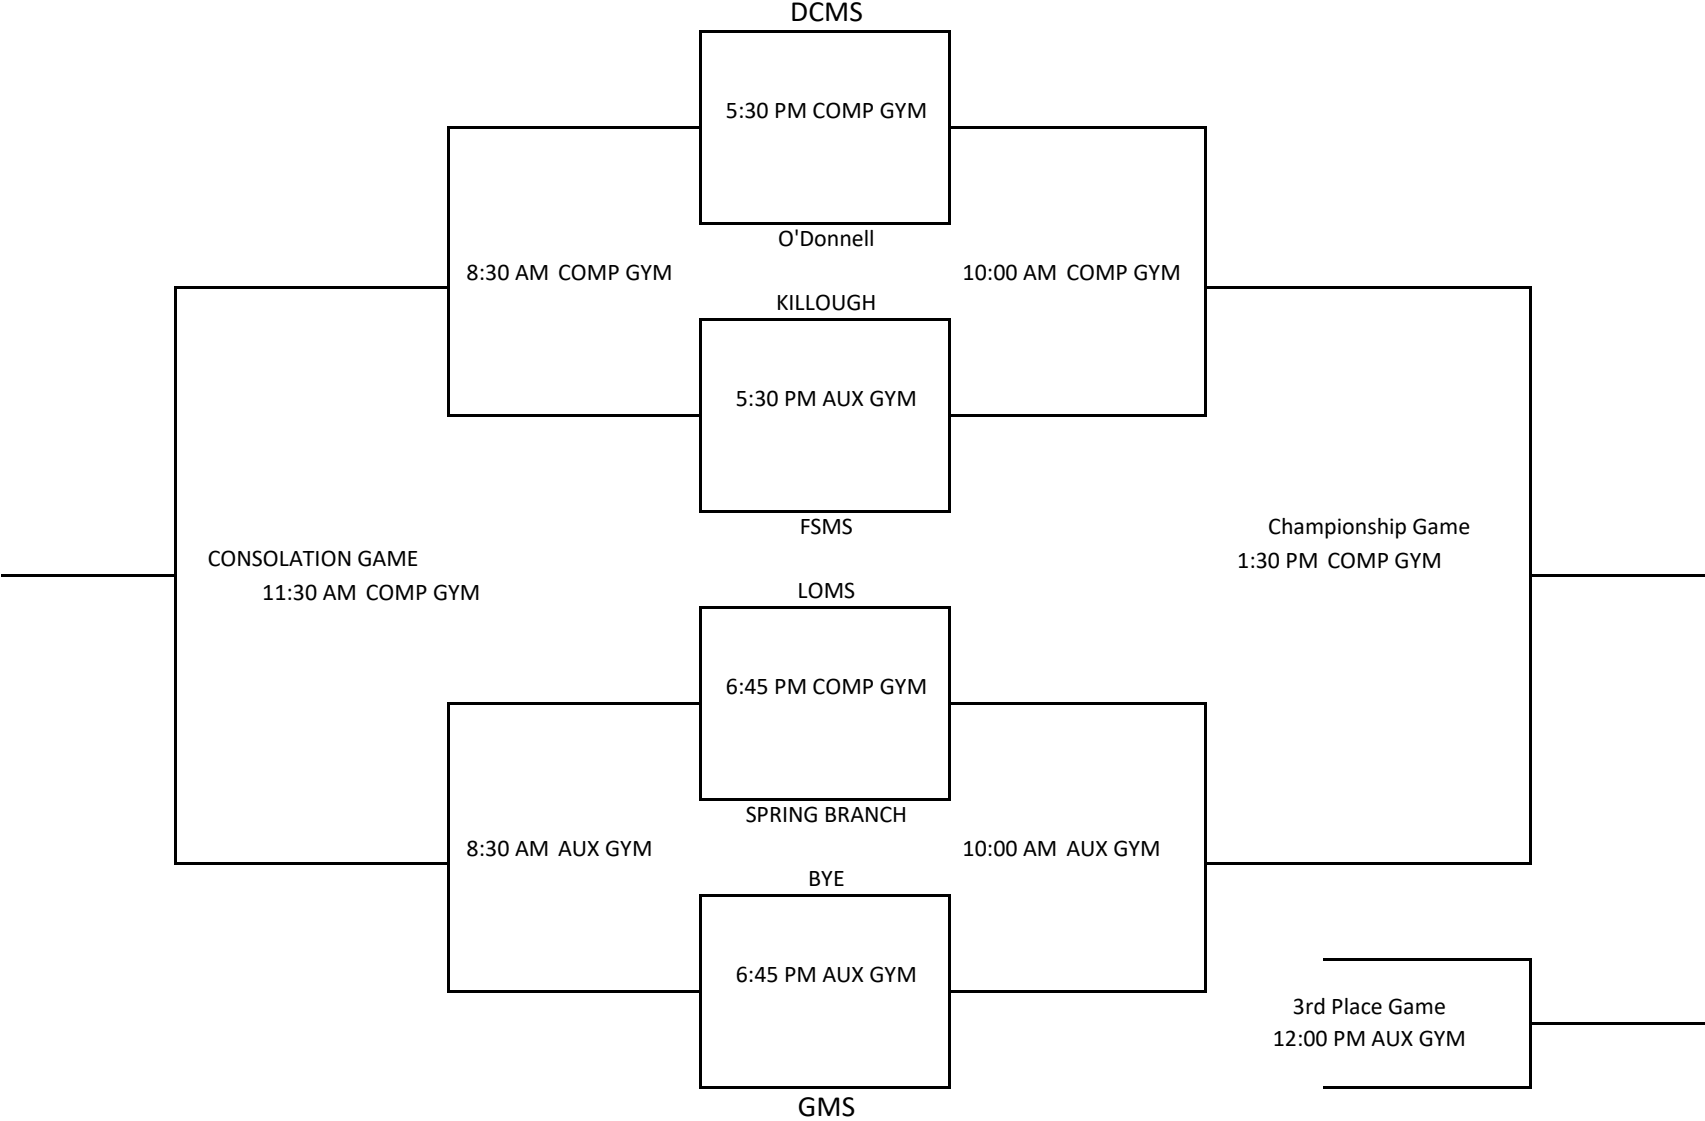 DCMS
5:30 PM COMP GYM
O'Donnell
8:30 AM COMP GYM
10:00 AM COMP GYM
KILLOUGH
5:30 PM AUX GYM
FSMS
Championship Game
CONSOLATION GAME
1:30 PM COMP GYM
LOMS
11:30 AM COMP GYM
6:45 PM COMP GYM
SPRING BRANCH
8:30 AM AUX GYM
10:00 AM AUX GYM
BYE
6:45 PM AUX GYM
3rd Place Game
12:00 PM AUX GYM
GMS